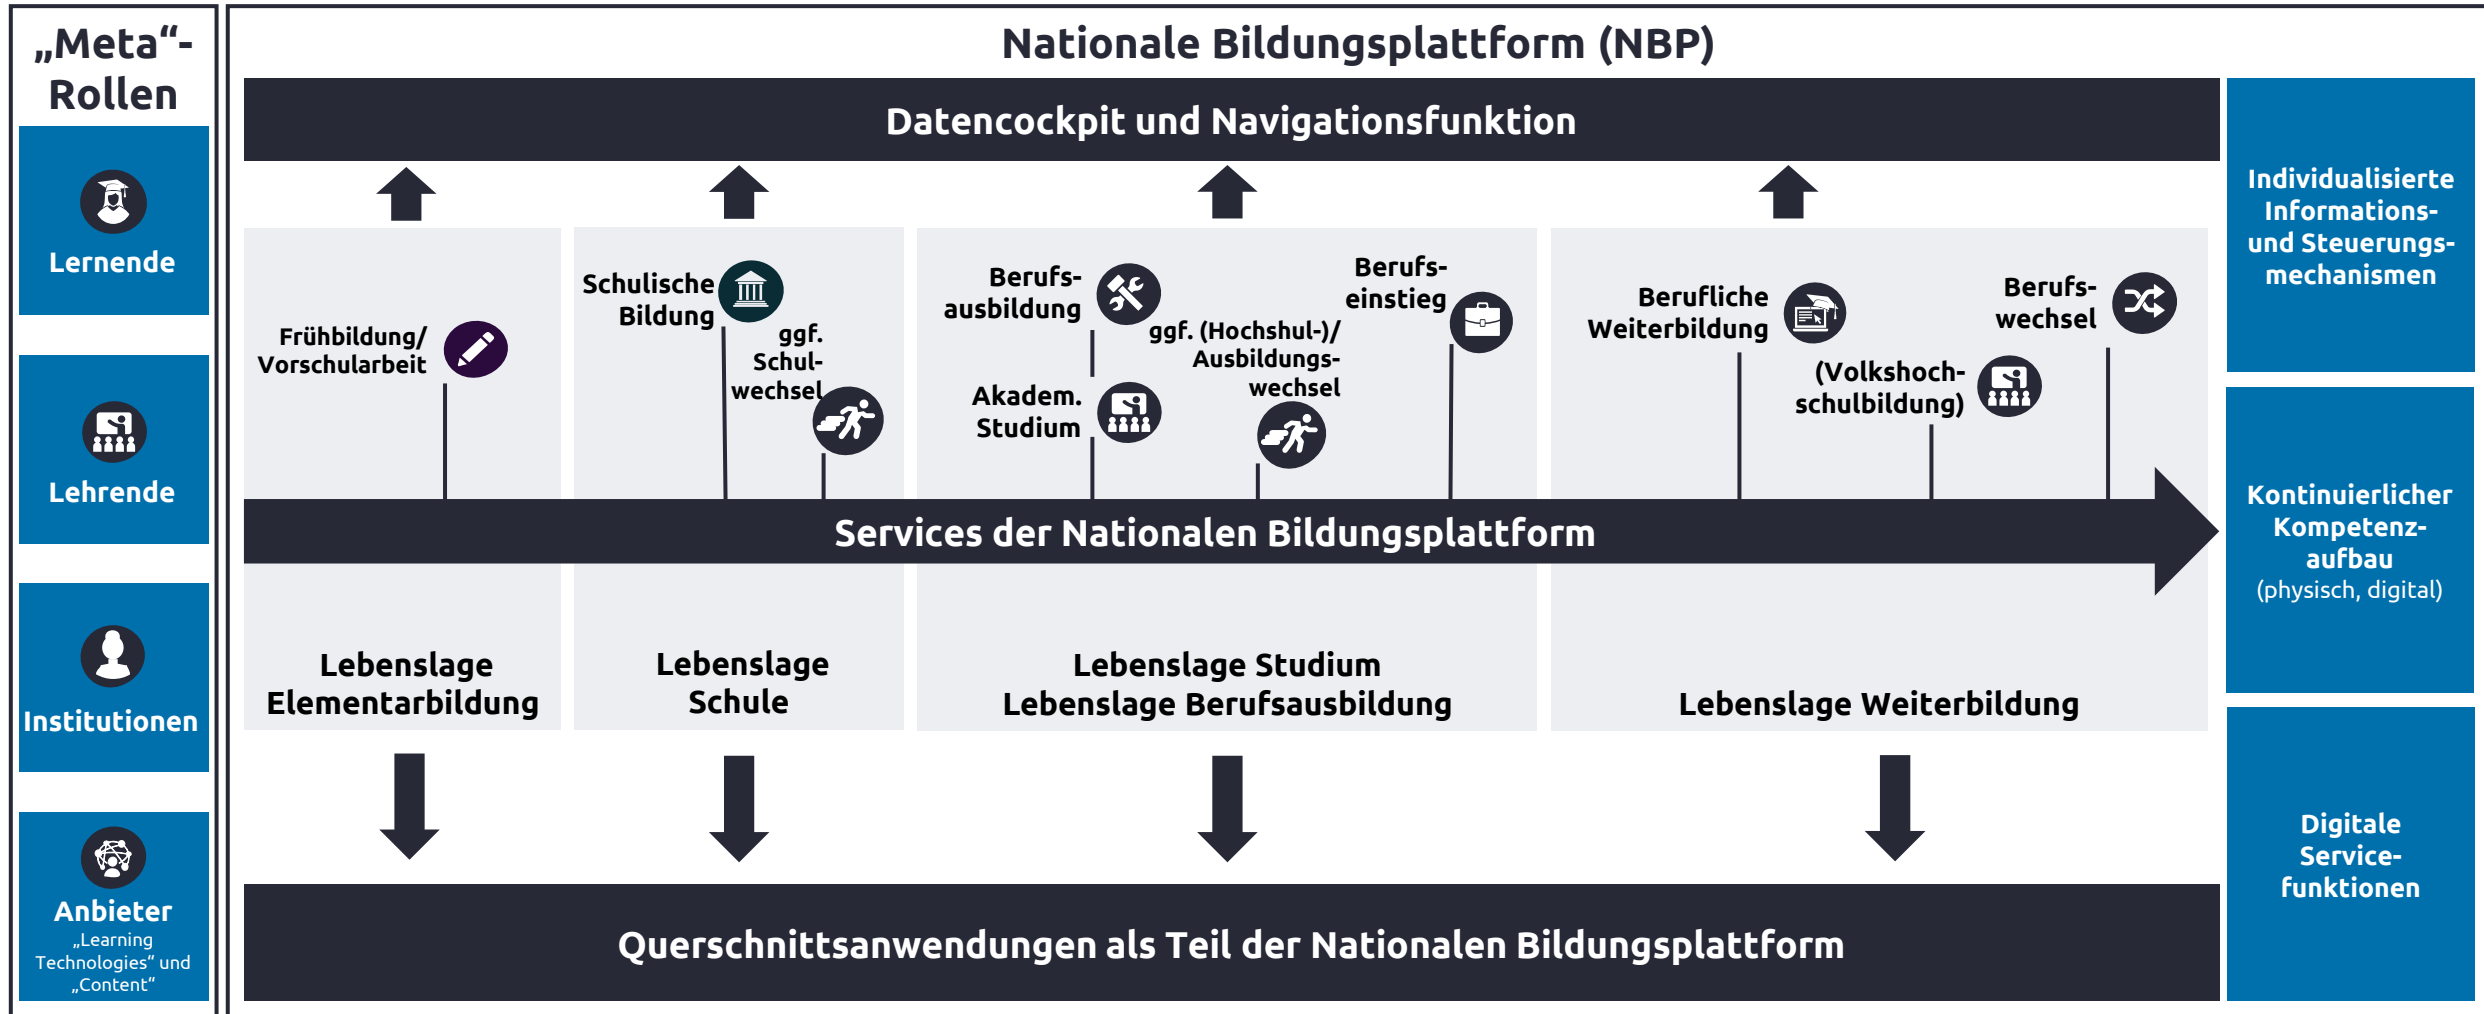 „Meta“-
Rollen
Lernende
Lehrende
Institutionen
Anbieter
„Learning
Technologies“ und
„Content“
Nationale Bildungsplattform (NBP)
Datencockpit und Navigationsfunktion
Frühbildung/
Vorschularbeit
Schulische
Bildung
ggf.
Schul-
wechsel
Berufs-
ausbildung
Akadem.
Studium
ggf. (Hochshul-)/
Ausbildungs-
wechsel
Berufs-
einstieg
Berufliche
Weiterbildung
(Volkshoch-
schulbildung)
Berufs-
wechsel
Services der Nationalen Bildungsplattform
Lebenslage
Elementarbildung
Lebenslage
Schule
Lebenslage Studium
Lebenslage Berufsausbildung
Lebenslage Weiterbildung
Querschnittsanwendungen als Teil der Nationalen Bildungsplattform
Individualisierte
Informations-
und Steuerungs-
mechanismen
Kontinuierlicher
Kompetenz-
aufbau
(physisch, digital)
Digitale
Service-
funktionen